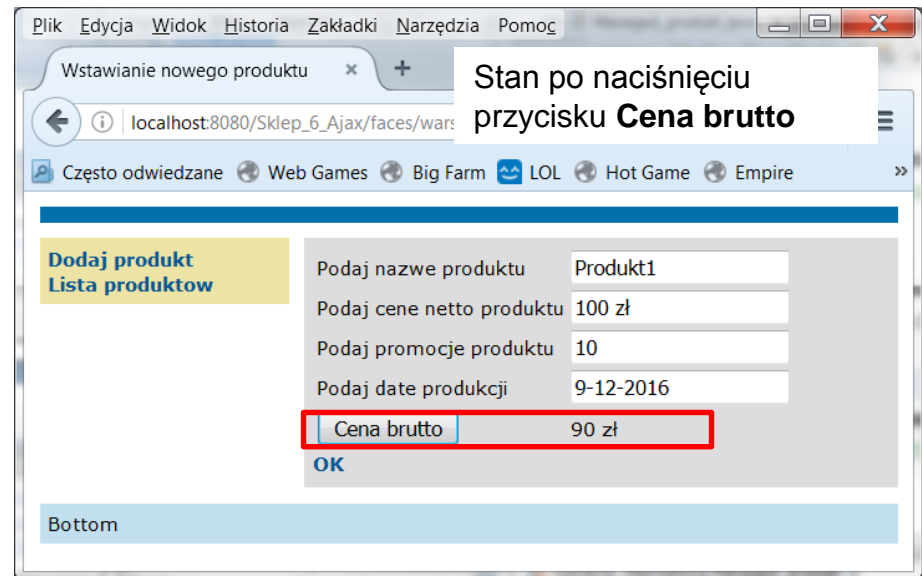 Plik Edycja Widok Historia Zakładki Narzędzia Pomoc
Wstawianie nowego produktu × +
Stan po naciśnięciu
przycisku Cena brutto
localhost:8080/Sklep_6_Ajax/faces/wars
Często odwiedzane Web Games Big Farm LOL Hot Game Empire »
Dodaj produkt
Lista produktow
Podaj nazwe produktu Produkt1
Podaj cene netto produktu 100 zł
Podaj promocje produktu 10
Podaj date produkcji 9-12-2016
Cena brutto 90 zł
OK
Bottom